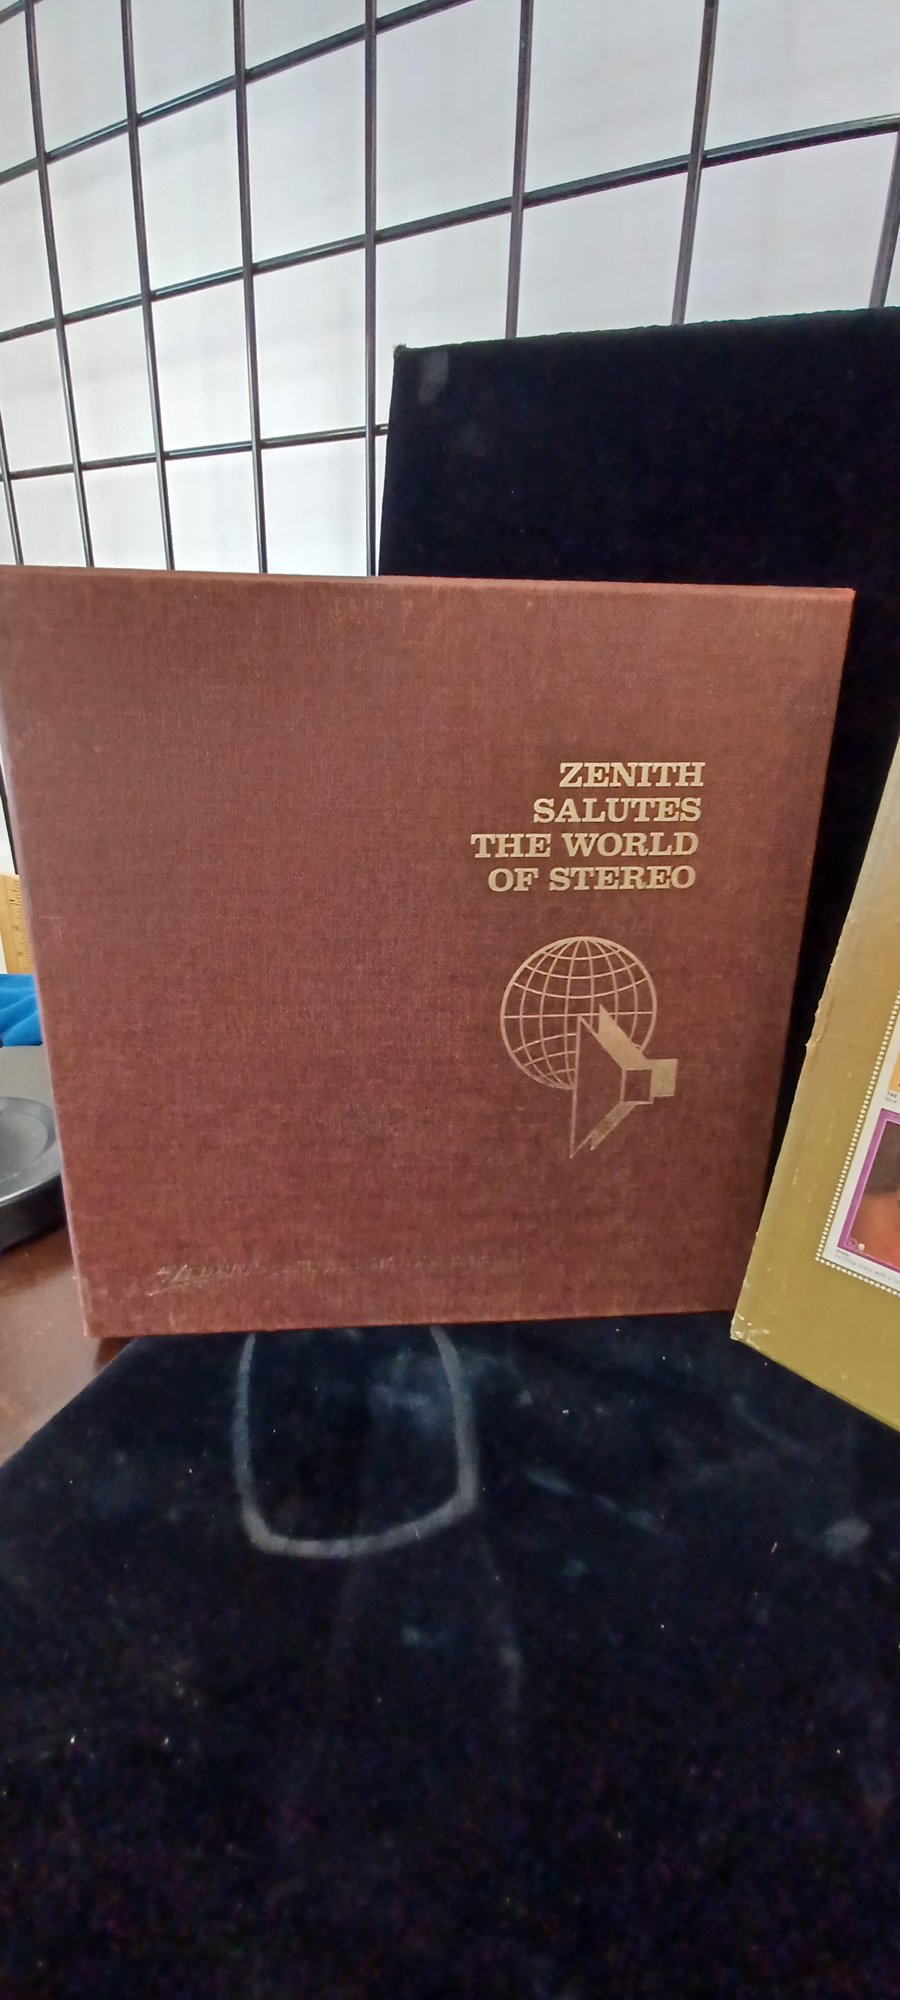 ZENITH
SALUTES
THE WORLD
OF STEREO